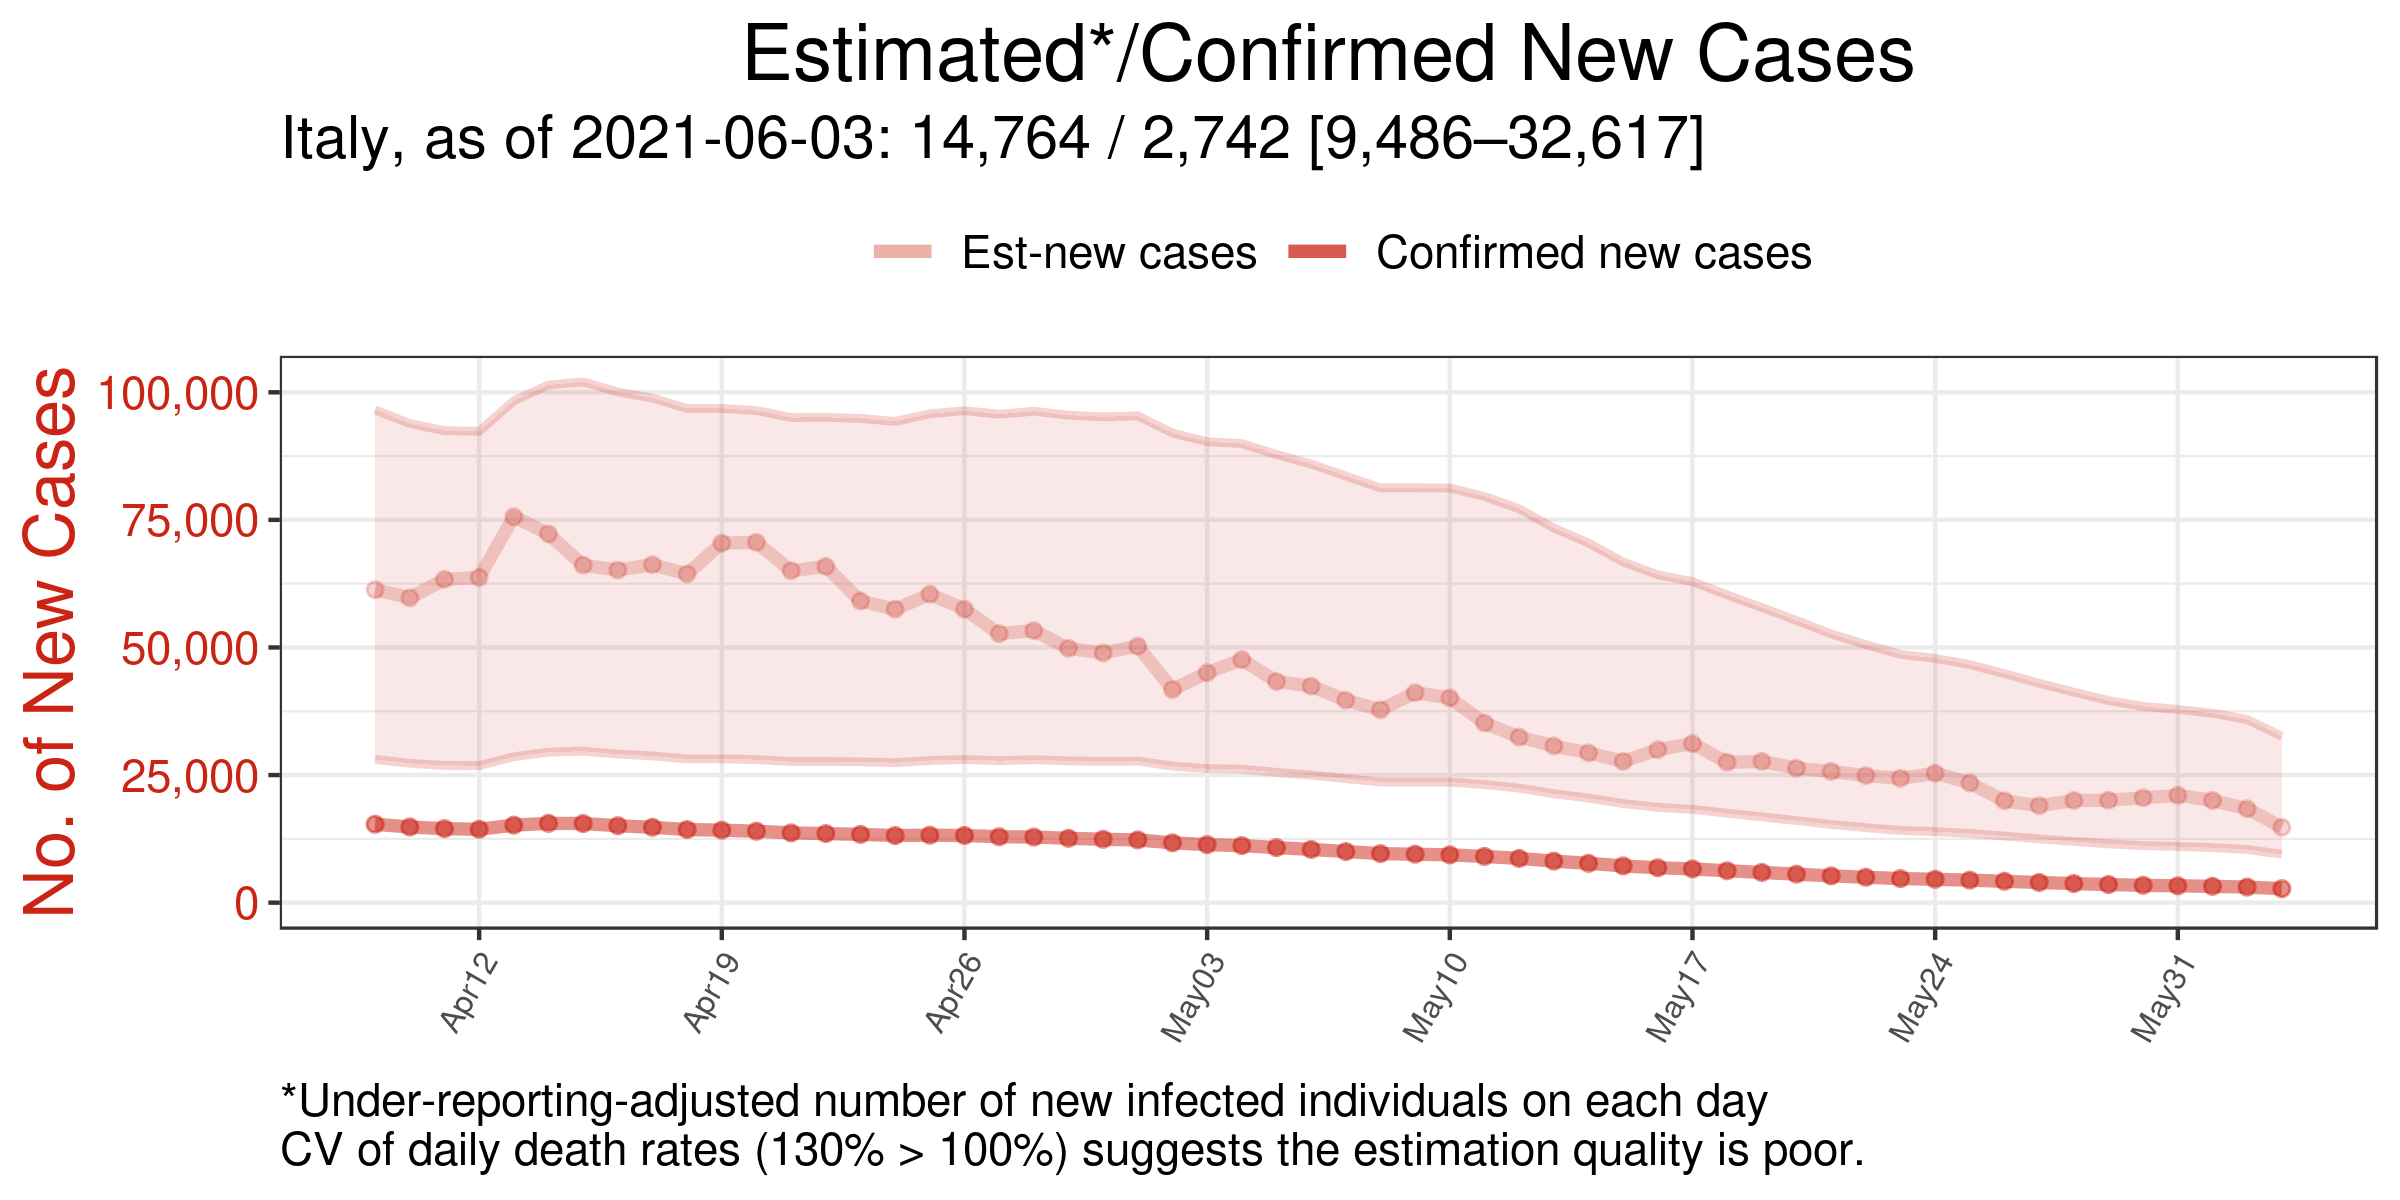 Estimated*/Confirmed New Cases
Italy, as of 2021-06-03: 14,764 / 2,742 [9,486–32,617]
Est-new cases
Confirmed new cases
No. of New Cases
100,000
75,000
50,000
25,000
0
Apr12
Apr19
Apr26
May03
May10
May17
May24
May31
*Under-reporting-adjusted number of new infected individuals on each day
CV of daily death rates (130% > 100%) suggests the estimation quality is poor.